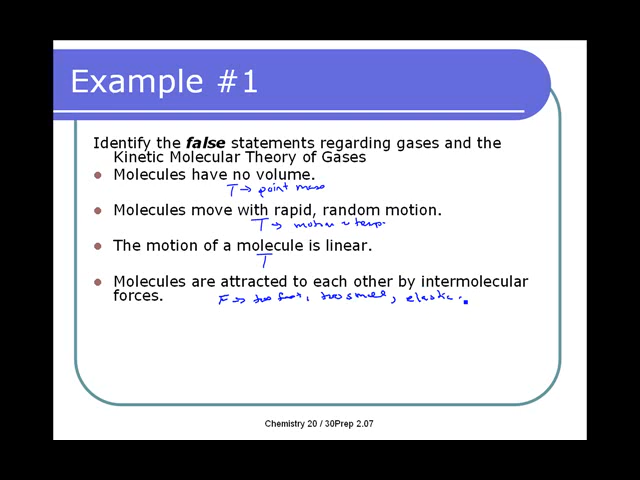 Example #1
Identify the false statements regarding gases and the
Kinetic Molecular Theory of Gases
Molecules have no volume.
T → point mass
Molecules move with rapid, random motion.
T → motion ~ temp.
The motion of a molecule is linear.
T
Molecules are attracted to each other by intermolecular
forces.
F → too fast, too small, elastic.
Chemistry 20 / 30Prep 2.07